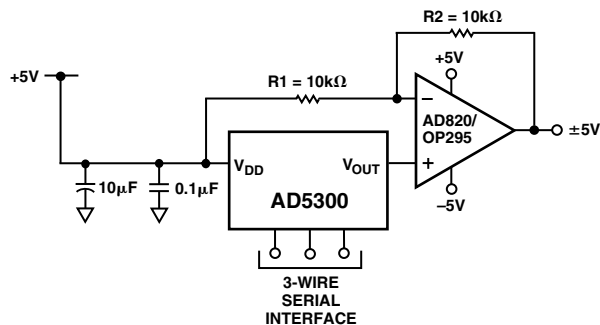 R2 = 10kΩ
+5V
R1 = 10kΩ
+5V
−
AD820/
OP295
±5V
+
−5V
VDD
VOUT
AD5300
10μF
0.1μF
3-WIRE
SERIAL
INTERFACE